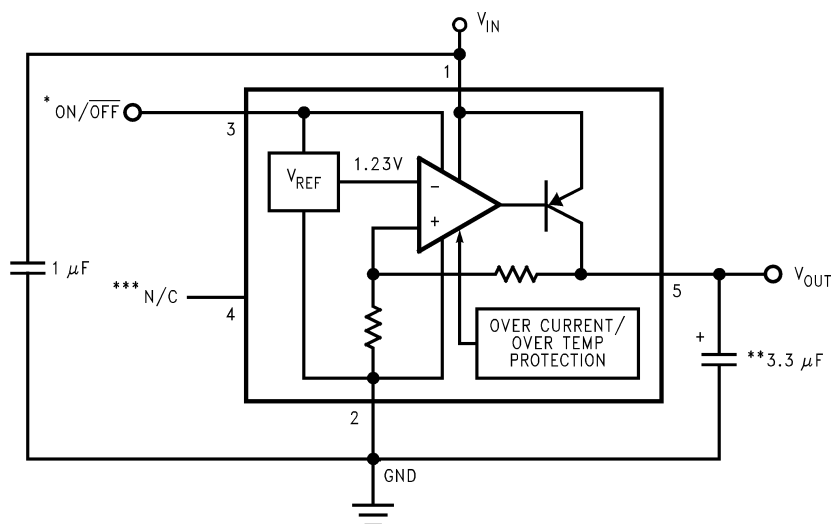 V_IN
1
* ON/O̅F̅F̅
3
V_REF
1.23V
−
+
1 μF
*** N/C
4
5
V_OUT
OVER CURRENT/
OVER TEMP
PROTECTION
+
**3.3 μF
2
GND